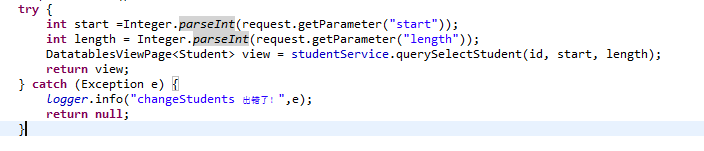 try {
int start =Integer.parseInt(request.getParameter("start"));
int length = Integer.parseInt(request.getParameter("length"));
DatatablesViewPage<Student> view = studentService.querySelectStudent(id, start, length);
return view;
} catch (Exception e) {
logger.info("changeStudents 出错了！",e);
return null;
}